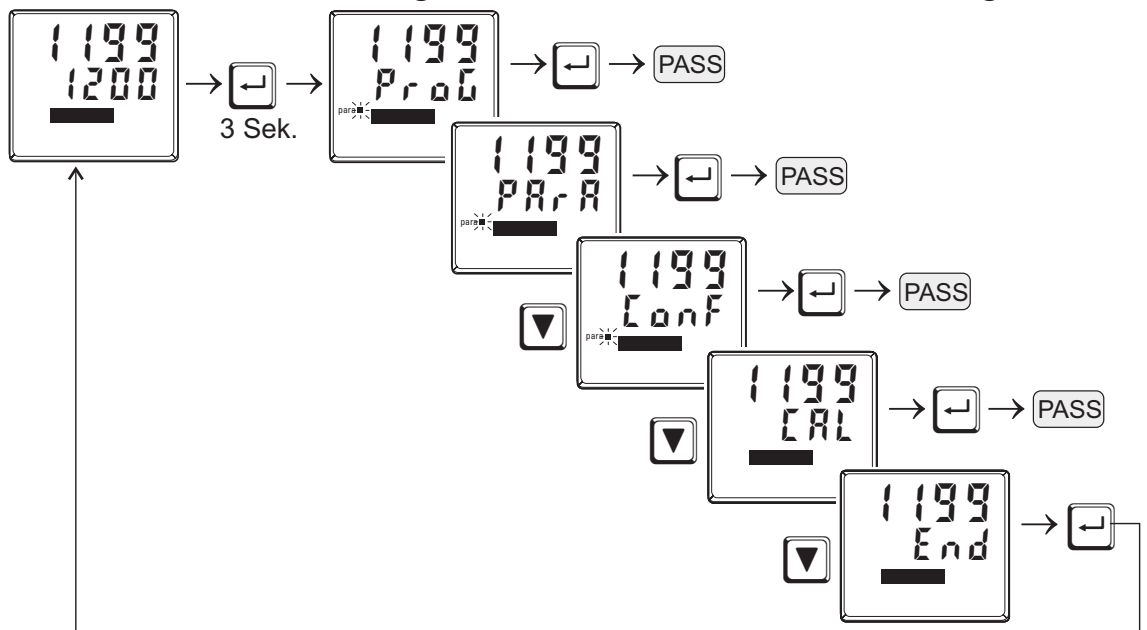 1199
1200
3 Sek.
1199
ProG
para
PASS
1199
PArA
para
PASS
1199
ConF
para
PASS
1199
CAL
PASS
1199
End